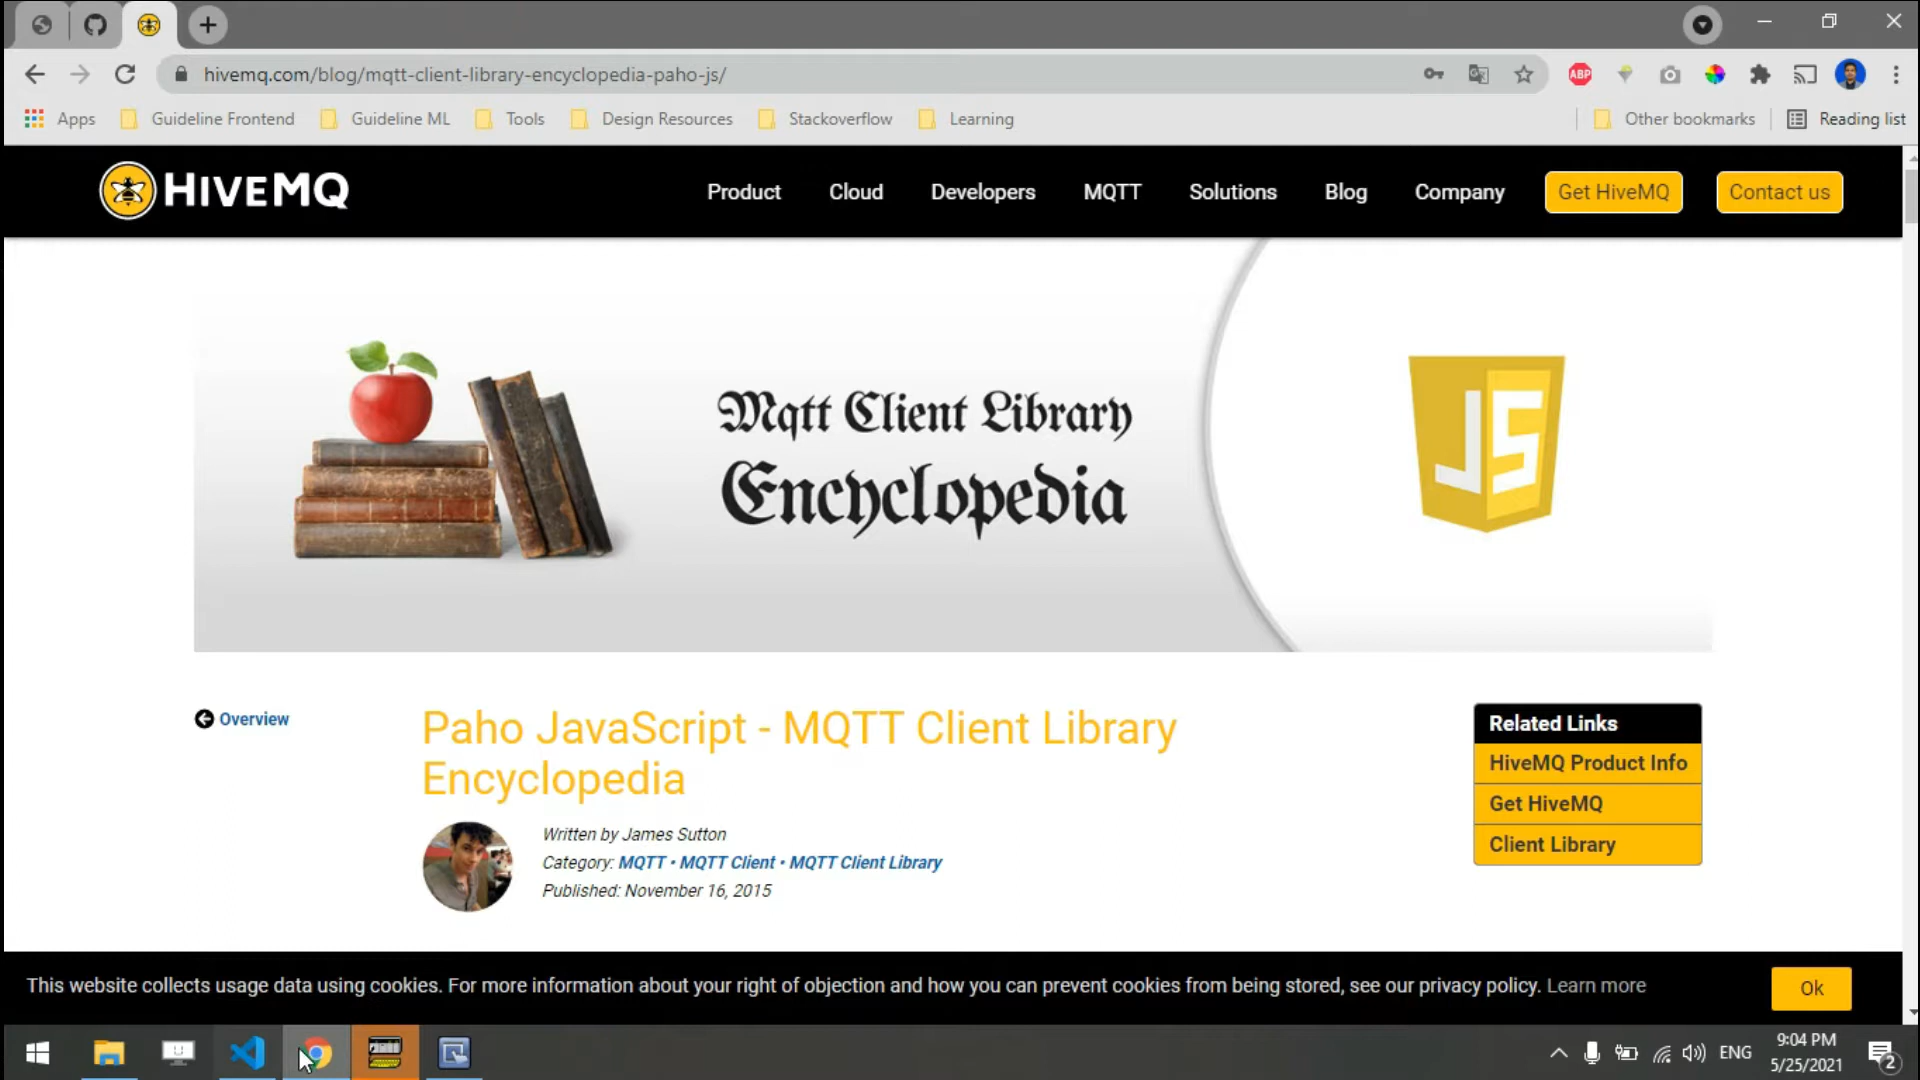 hivemq.com/blog/mqtt-client-library-encyclopedia-paho-js/
ABP
Apps Guideline Frontend Guideline ML Tools Design Resources Stackoverflow Learning Other bookmarks Reading list
HIVEMQ Product Cloud Developers MQTT Solutions Blog Company Get HiveMQ Contact us
Mqtt Client Library
Encyclopedia
JS
Overview
Paho JavaScript - MQTT Client Library
Encyclopedia
Written by James Sutton
Category: MQTT • MQTT Client • MQTT Client Library
Published: November 16, 2015
Related Links
HiveMQ Product Info
Get HiveMQ
Client Library
This website collects usage data using cookies. For more information about your right of objection and how you can prevent cookies from being stored, see our privacy policy. Learn more Ok
ENG
9:04 PM
5/25/2021
2